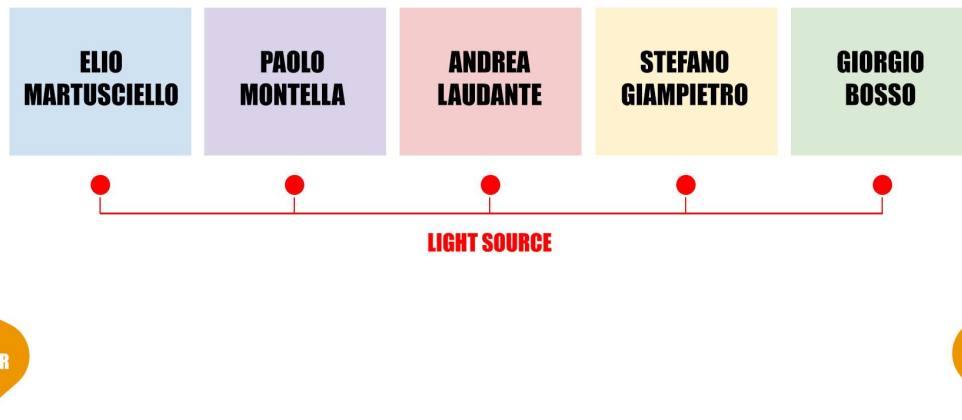 ELIO
MARTUSCIELLO
PAOLO
MONTELLA
ANDREA
LAUDANTE
STEFANO
GIAMPIETRO
GIORGIO
BOSSO
LIGHT SOURCE
R